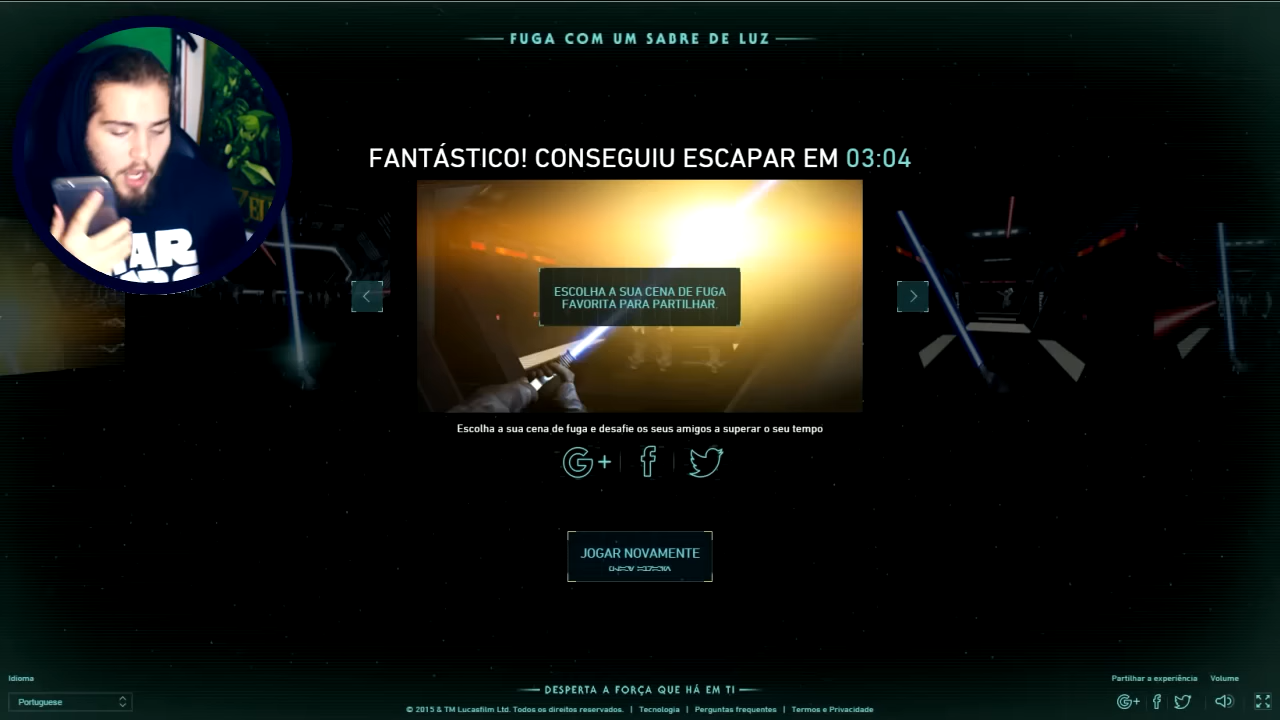 FUGA COM UM SABRE DE LUZ
FANTÁSTICO! CONSEGUIU ESCAPAR EM 03:04
ESCOLHA A SUA CENA DE FUGA
FAVORITA PARA PARTILHAR.
Escolha a sua cena de fuga e desafie os seus amigos a superar o seu tempo
G+
JOGAR NOVAMENTE
Idioma
Portuguese
DESPERTA A FORÇA QUE HÁ EM TI
© 2015 & TM Lucasfilm Ltd. Todos os direitos reservados. | Tecnologia | Perguntas frequentes | Termos e Privacidade
Partilhar a experiência
Volume
G+